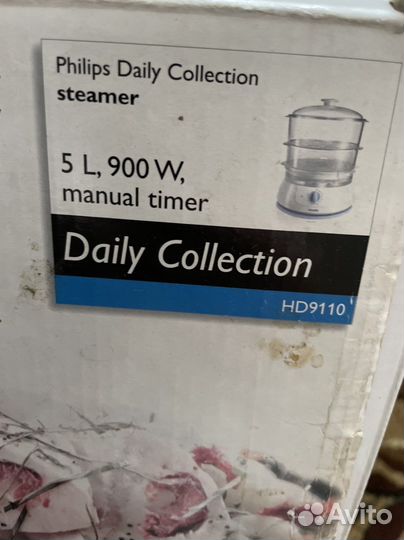 Philips Daily Collection
steamer
5 L, 900 W,
manual timer
Daily Collection
HD9110
Avito